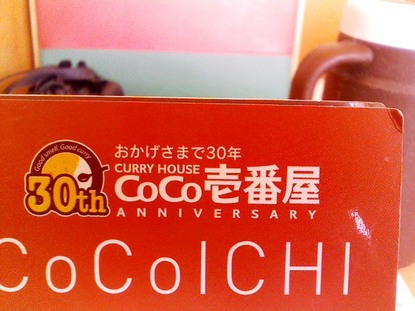 Good smell. Good curry
30th
おかげさまで30年
CURRY HOUSE
CoCo壱番屋
ANNIVERSARY
CoCoICHI